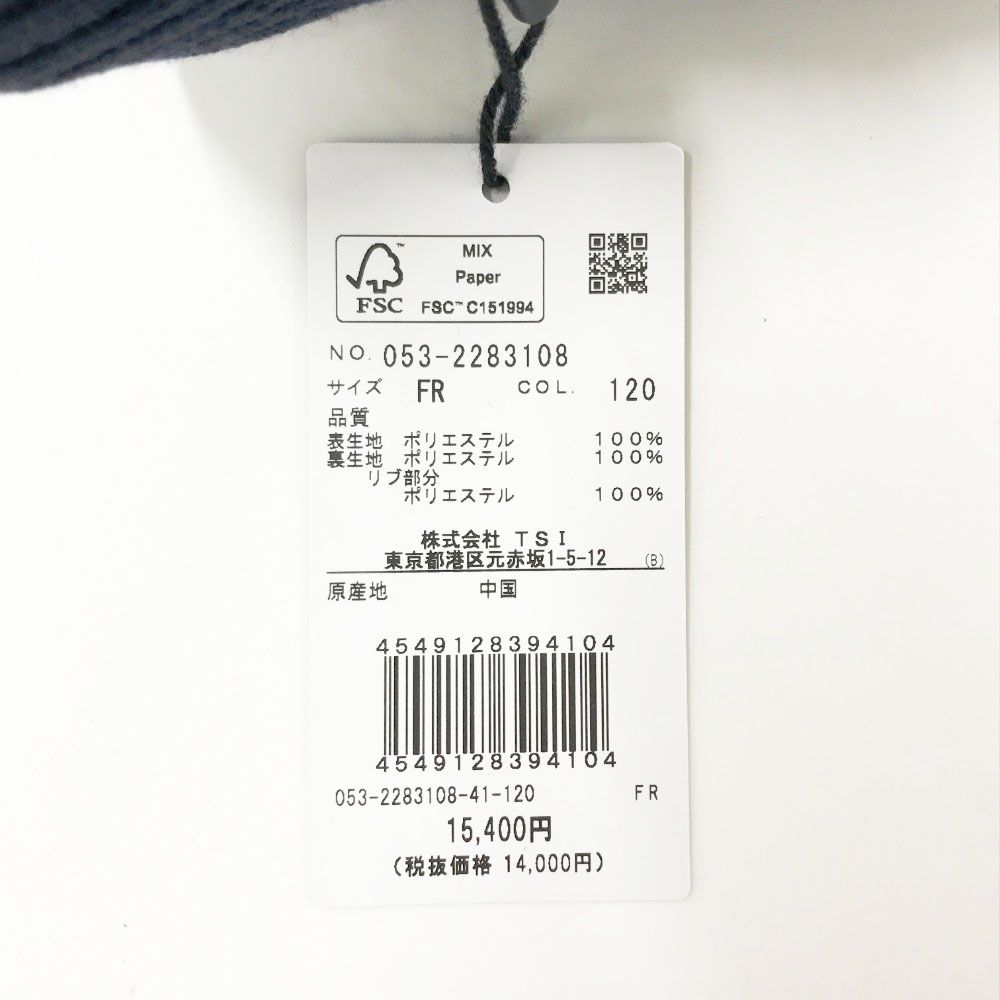 MIX
Paper
FSC™ C151994
FSC™
NO. 053-2283108
サイズ FR COL. 120
品質
表生地 ポリエステル 100%
裏生地 ポリエステル 100%
リブ部分
ポリエステル 100%
株式会社 TSI
東京都港区元赤坂1-5-12 (B)
原産地 中国
4549128394104
4549128394104
053-2283108-41-120 FR
15,400円
(税抜価格 14,000円)